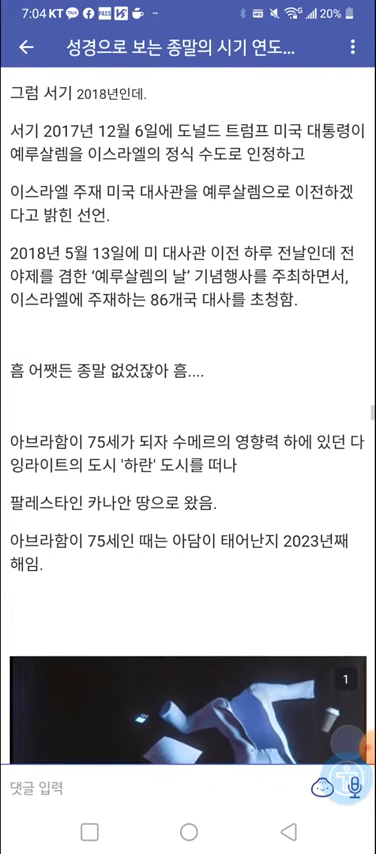 7:04 KT
20%
성경으로 보는 종말의 시기 연도...
그럼 서기 2018년인데.
서기 2017년 12월 6일에 도널드 트럼프 미국 대통령이
예루살렘을 이스라엘의 정식 수도로 인정하고
이스라엘 주재 미국 대사관을 예루살렘으로 이전하겠
다고 밝힌 선언.
2018년 5월 13일에 미 대사관 이전 하루 전날인데 전
야제를 겸한 ‘예루살렘의 날’ 기념행사를 주최하면서,
이스라엘에 주재하는 86개국 대사를 초청함.
흠 어쨋든 종말 없었잖아 흠....
아브라함이 75세가 되자 수메르의 영향력 하에 있던 다
잉라이트의 도시 '하란' 도시를 떠나
팔레스타인 카나안 땅으로 왔음.
아브라함이 75세인 때는 아담이 태어난지 2023년째
해임.
1
댓글 입력